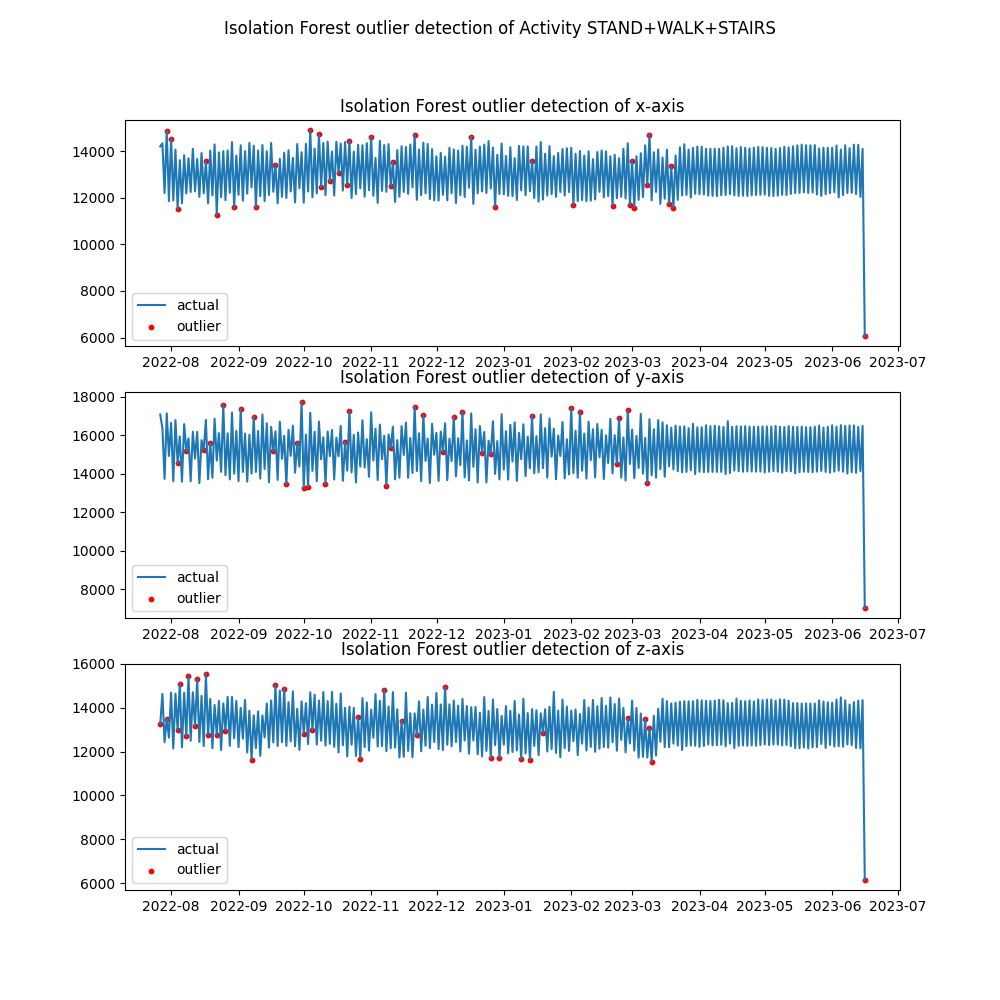 Isolation Forest outlier detection of Activity STAND+WALK+STAIRS
Isolation Forest outlier detection of x-axis
14000
12000
10000
8000
6000
actual
outlier
2022-08 2022-09 2022-10 2022-11 2022-12 2023-01 2023-02 2023-03 2023-04 2023-05 2023-06 2023-07
Isolation Forest outlier detection of y-axis
18000
16000
14000
12000
10000
8000
actual
outlier
2022-08 2022-09 2022-10 2022-11 2022-12 2023-01 2023-02 2023-03 2023-04 2023-05 2023-06 2023-07
Isolation Forest outlier detection of z-axis
16000
14000
12000
10000
8000
6000
actual
outlier
2022-08 2022-09 2022-10 2022-11 2022-12 2023-01 2023-02 2023-03 2023-04 2023-05 2023-06 2023-07